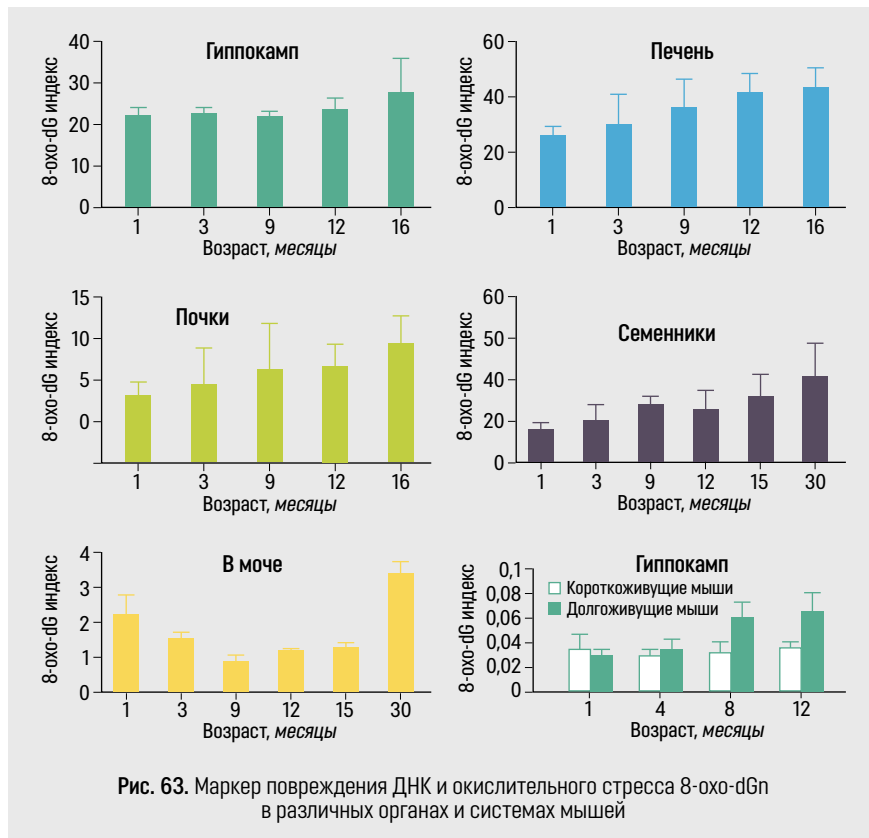 Гиппокамп
8-oxo-dG индекс
40
30
20
10
0
1 3 9 12 16
Возраст, месяцы
Печень
8-oxo-dG индекс
60
40
20
0
1 3 9 12 16
Возраст, месяцы
Почки
8-oxo-dG индекс
15
10
5
0
1 3 9 12 16
Возраст, месяцы
Семенники
8-oxo-dG индекс
60
40
20
0
1 3 9 12 15 30
Возраст, месяцы
В моче
8-oxo-dG индекс
4
3
2
1
0
1 3 9 12 15 30
Возраст, месяцы
Гиппокамп
8-oxo-dG индекс
0,1
0,08
0,06
0,04
0,02
0
Короткоживущие мыши
Долгоживущие мыши
1 4 8 12
Возраст, месяцы
Рис. 63. Маркер повреждения ДНК и окислительного стресса 8-oxo-dGn
в различных органах и системах мышей